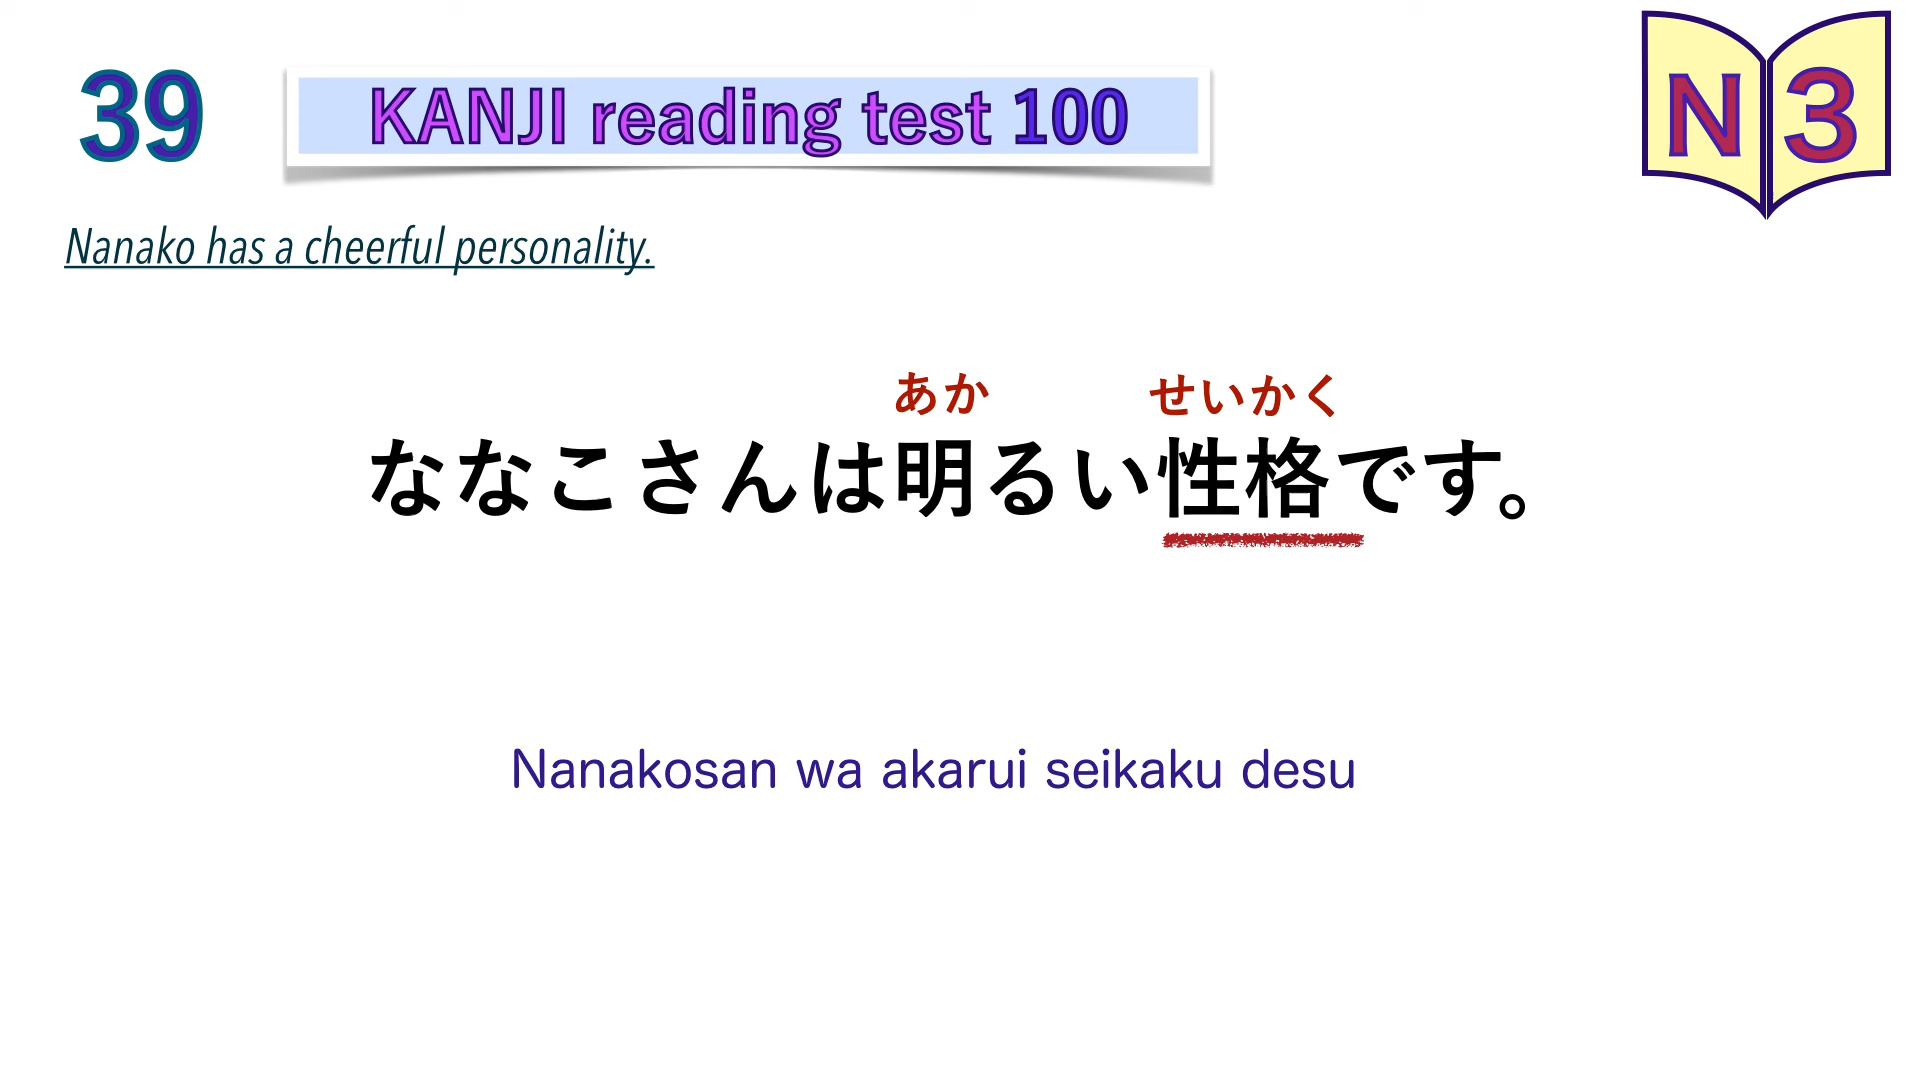 39
KANJI reading test 100
N 3
Nanako has a cheerful personality.
あか せいかく
ななこさんは明るい性格です。
Nanakosan wa akarui seikaku desu